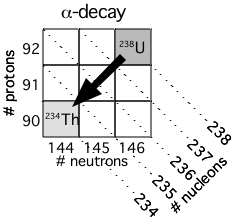 α-decay
# protons
92
91
90
²³⁸U
²³⁴Th
144 145 146
# neutrons
238
237
236
235
234
# nucleons